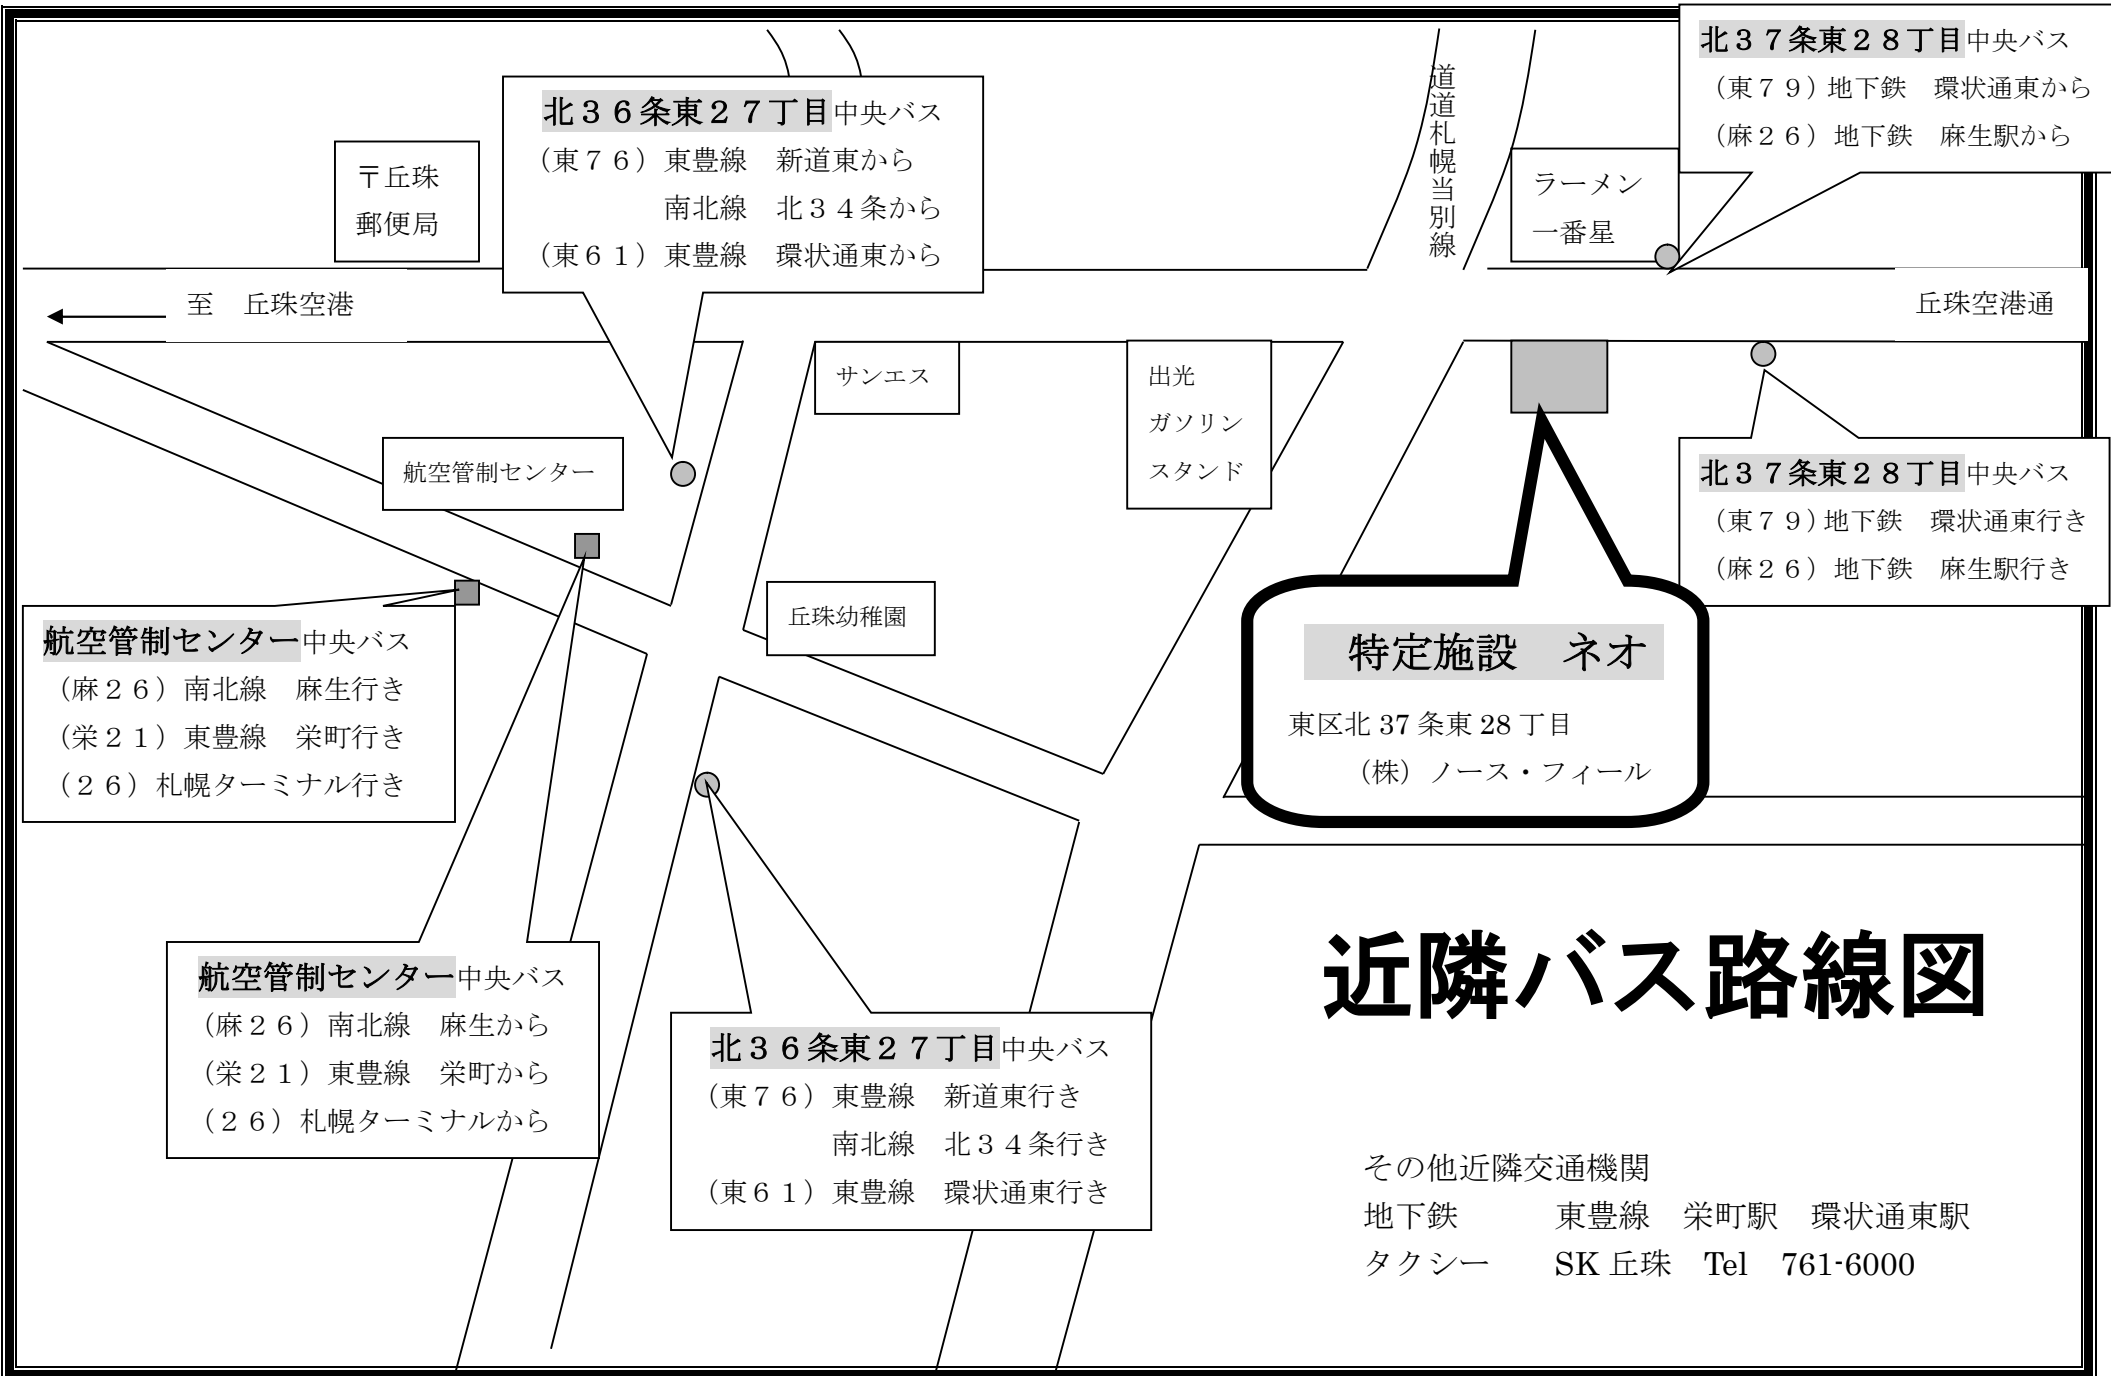 北３７条東２８丁目中央バス
（東７９）地下鉄　環状通東から
（麻２６）地下鉄　麻生駅から
道道札幌当別線
北３６条東２７丁目中央バス
（東７６）東豊線　新道東から
南北線　北３４条から
（東６１）東豊線　環状通東から
〒丘珠
郵便局
ラーメン
一番星
至　丘珠空港
丘珠空港通
サンエス
出光
ガソリン
スタンド
航空管制センター
北３７条東２８丁目中央バス
（東７９）地下鉄　環状通東行き
（麻２６）地下鉄　麻生駅行き
丘珠幼稚園
航空管制センター中央バス
（麻２６）南北線　麻生行き
（栄２１）東豊線　栄町行き
（２６）札幌ターミナル行き
特定施設　ネオ
東区北 37 条東 28 丁目
（株）ノース・フィール
航空管制センター中央バス
（麻２６）南北線　麻生から
（栄２１）東豊線　栄町から
（２６）札幌ターミナルから
北３６条東２７丁目中央バス
（東７６）東豊線　新道東行き
南北線　北３４条行き
（東６１）東豊線　環状通東行き
近隣バス路線図
その他近隣交通機関
地下鉄　　　東豊線　栄町駅　環状通東駅
タクシー　　SK 丘珠　Tel　761-6000